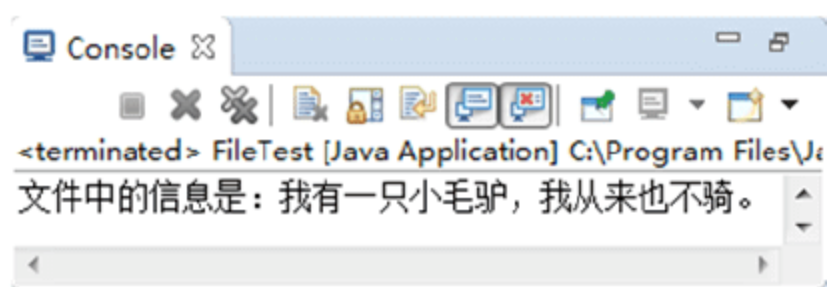 Console
<terminated> FileTest [Java Application] C:\Program Files\Ja
文件中的信息是：我有一只小毛驴，我从来也不骑。